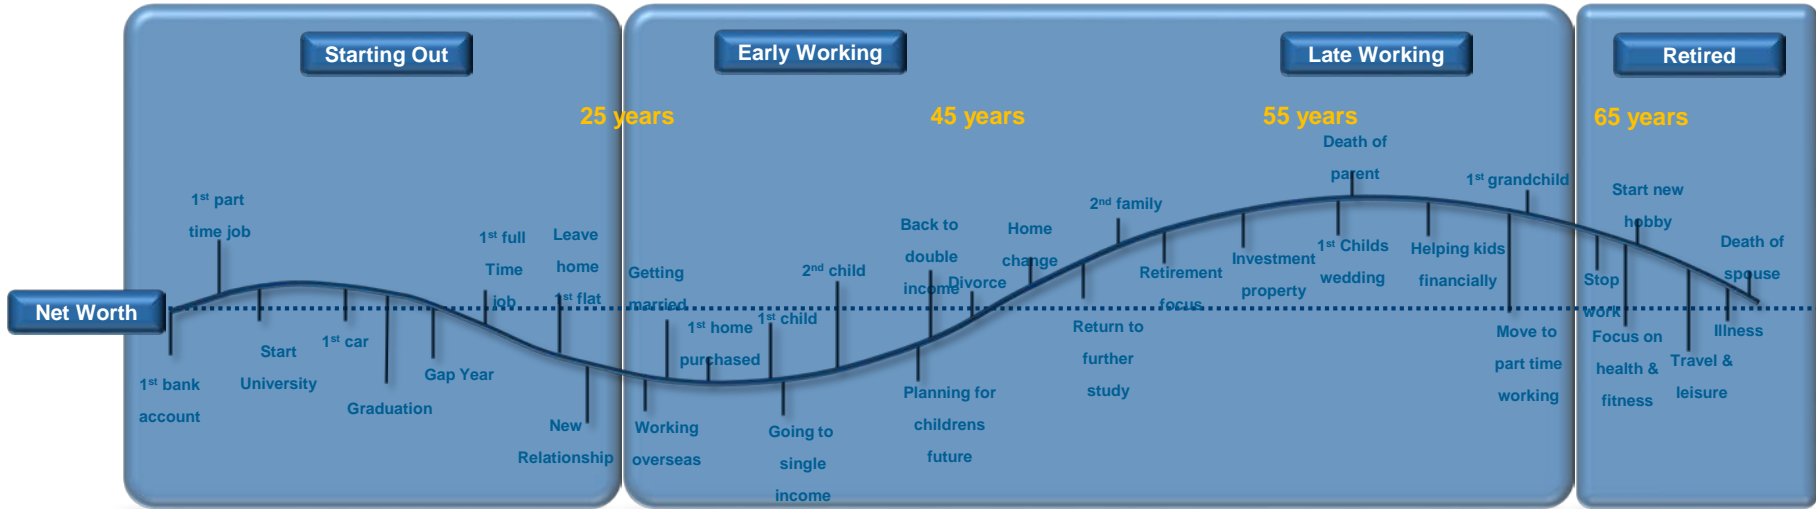 Starting Out
Early Working
Late Working
Retired
25 years
45 years
55 years
65 years
Net Worth
1st bank
account
1st part
time job
Start
University
1st car
Graduation
Gap Year
1st full
Time
job
Leave
home
1st flat
New
Relationship
Getting
married
Working
overseas
1st home
purchased
1st child
Going to
single
income
2nd child
Back to
double
income
Planning for
childrens
future
Divorce
Home
change
Return to
further
study
2nd family
Retirement
focus
Investment
property
Death of
parent
1st Childs
wedding
Helping kids
financially
1st grandchild
Move to
part time
working
Stop
work
Start new
hobby
Focus on
health &
fitness
Travel &
leisure
Illness
Death of
spouse